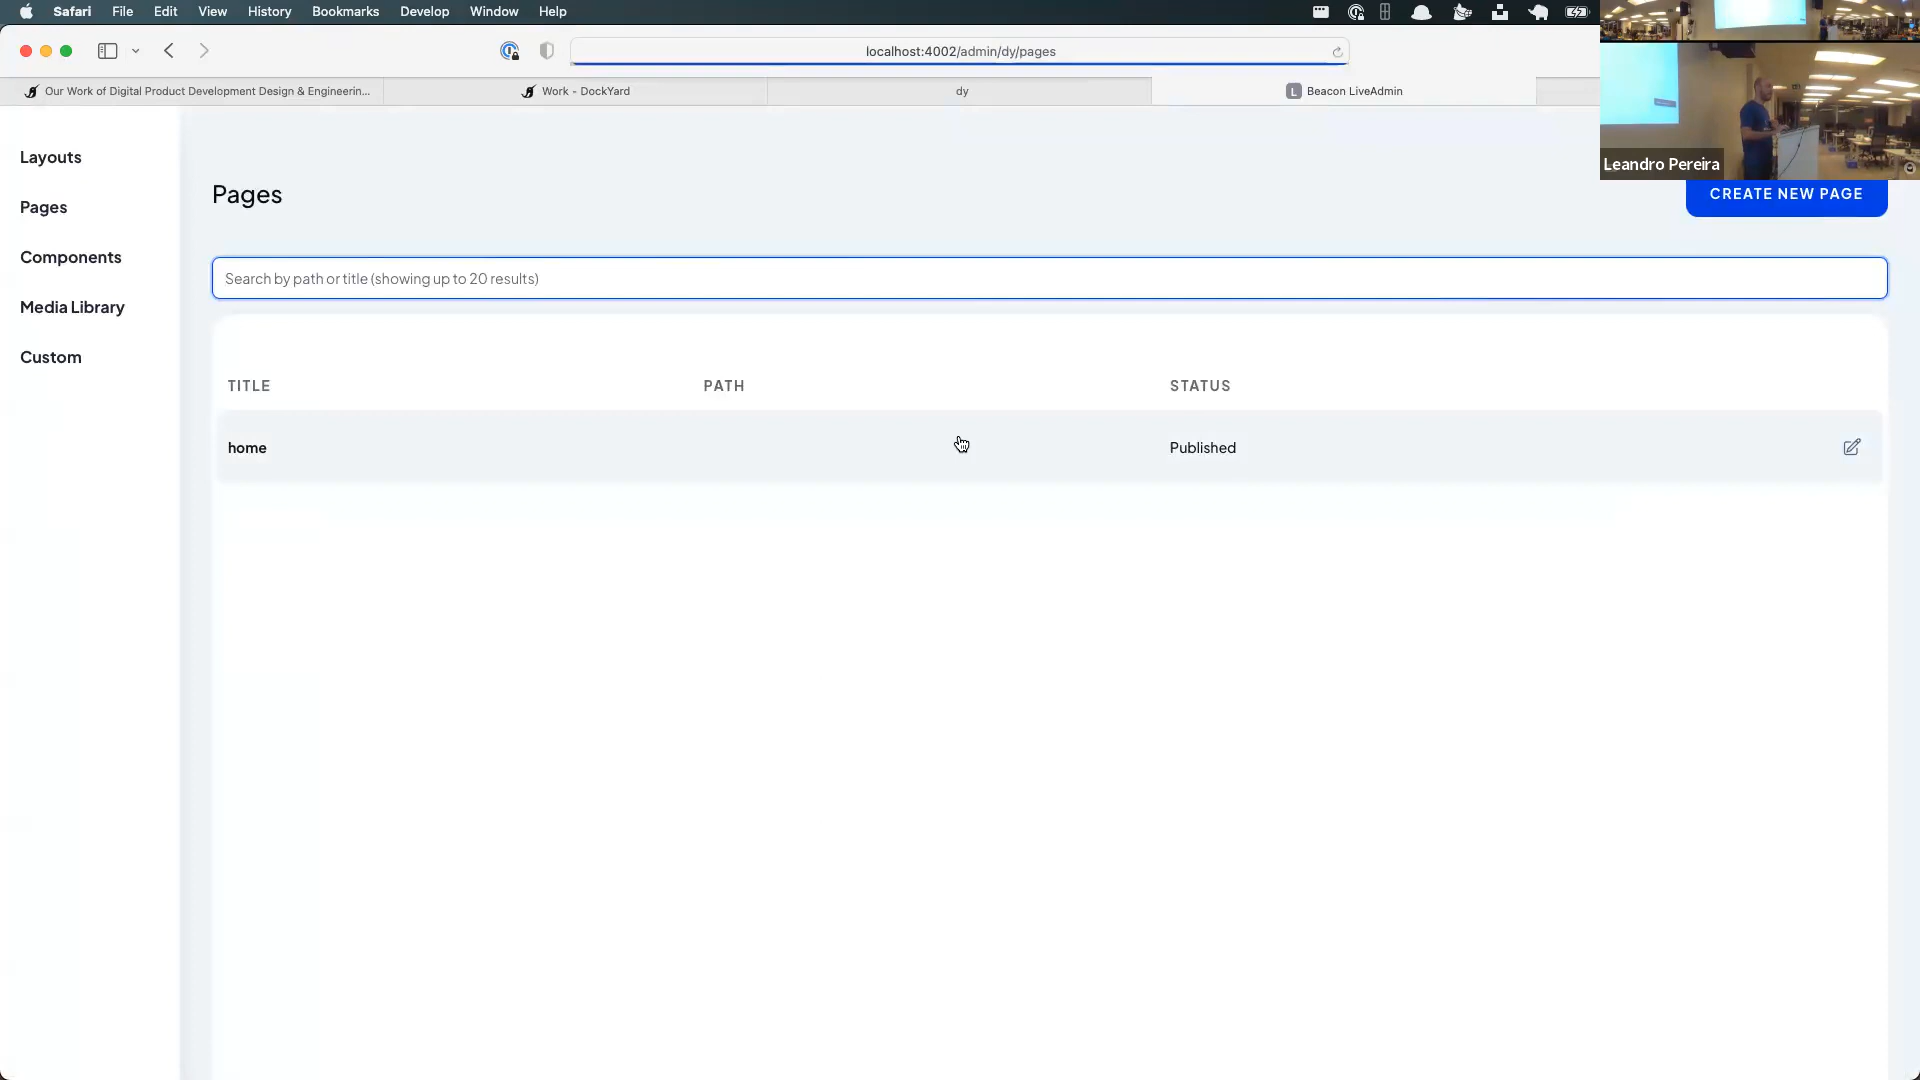 Safari File Edit View History Bookmarks Develop Window Help
localhost:4002/admin/dy/pages
Our Work of Digital Product Development Design & Engineerin...
Work - DockYard
dy
L Beacon LiveAdmin
Leandro Pereira
Layouts
Pages
Components
Media Library
Custom
Pages
CREATE NEW PAGE
Search by path or title (showing up to 20 results)
TITLE PATH STATUS
home Published